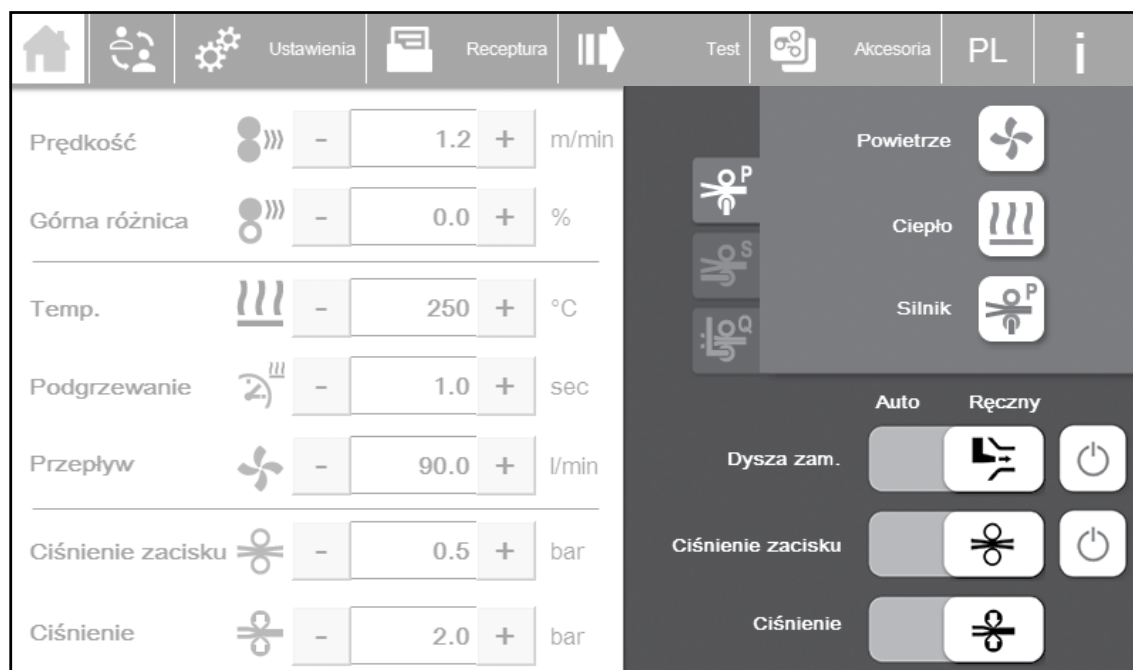 Ustawienia Receptura Test Akcesoria PL i
Prędkość - 1.2 + m/min
Górna różnica - 0.0 + %
Temp. - 250 + °C
Podgrzewanie - 1.0 + sec
Przepływ - 90.0 + l/min
Ciśnienie zacisku - 0.5 + bar
Ciśnienie - 2.0 + bar
P
S
Q
Powietrze
Ciepło
Silnik P
Auto Ręczny
Dysza zam.
Ciśnienie zacisku
Ciśnienie